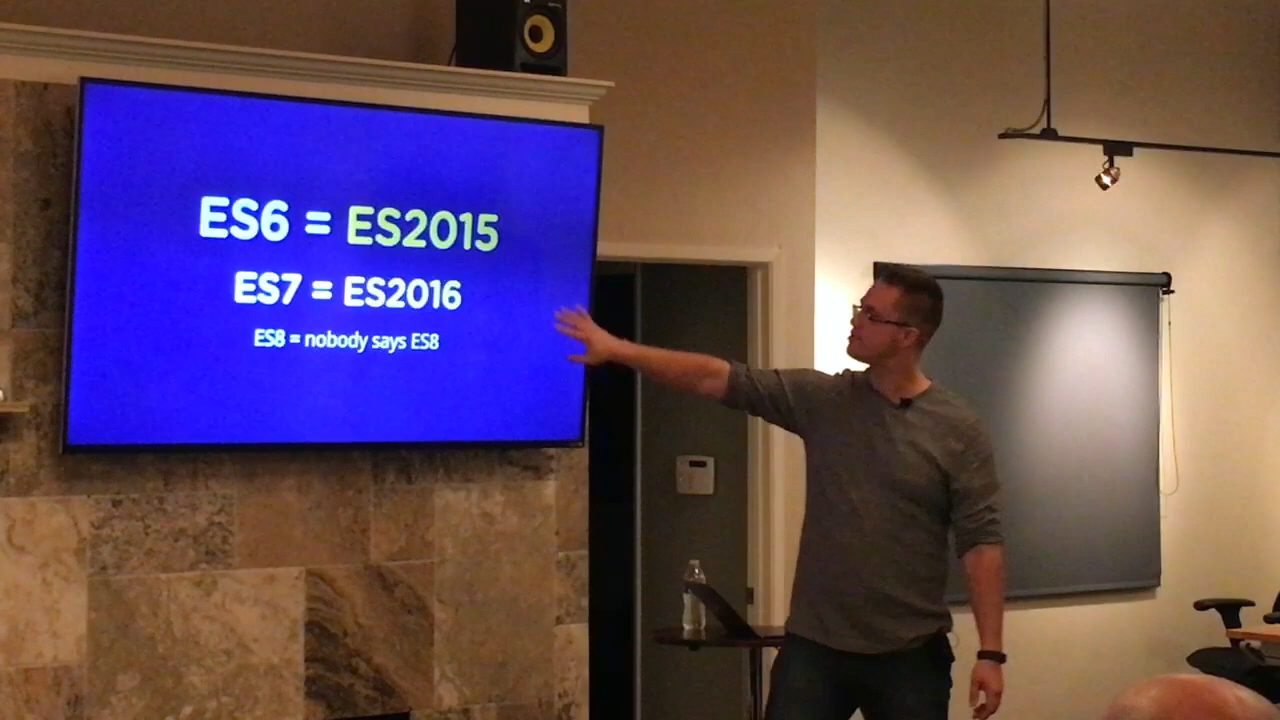 ES6 = ES2015
ES7 = ES2016
ES8 = nobody says ES8